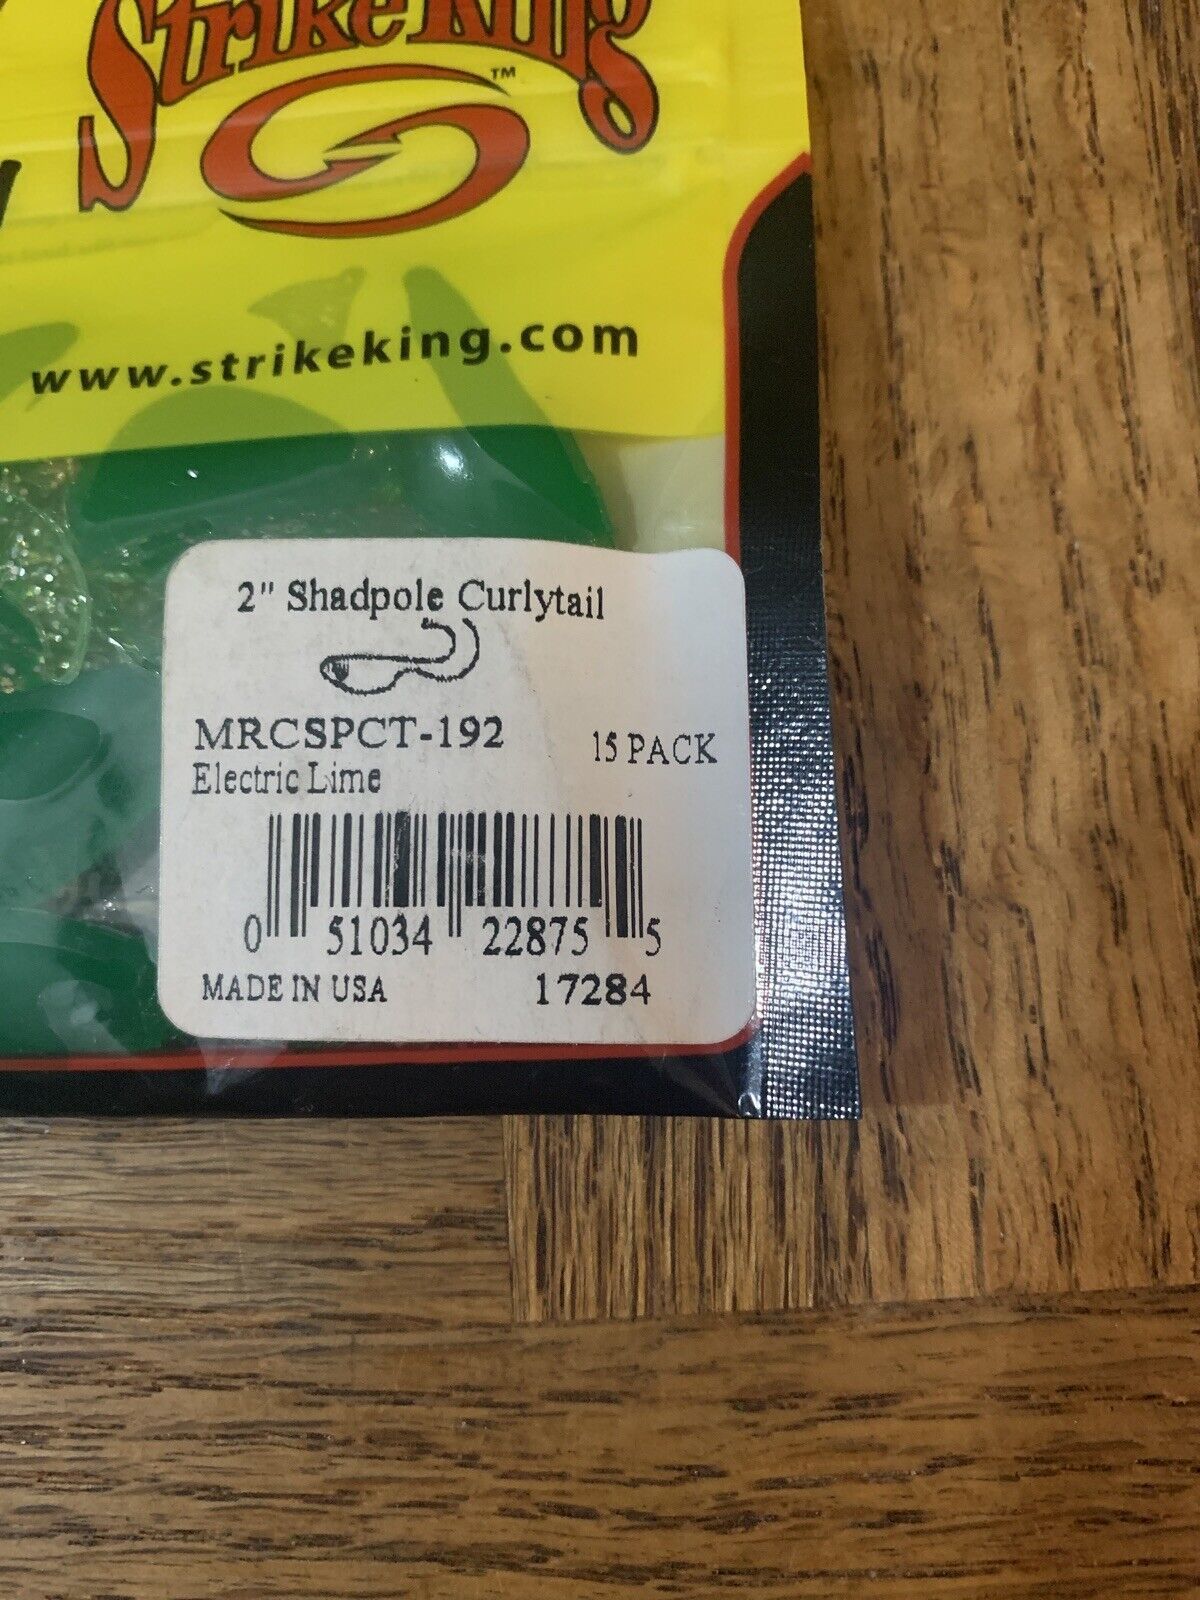 Strike King
™
www.strikeking.com
2" Shadpole Curlytail
MRCSPCT-192
15 PACK
Electric Lime
0 51034 22875 5
MADE IN USA
17284